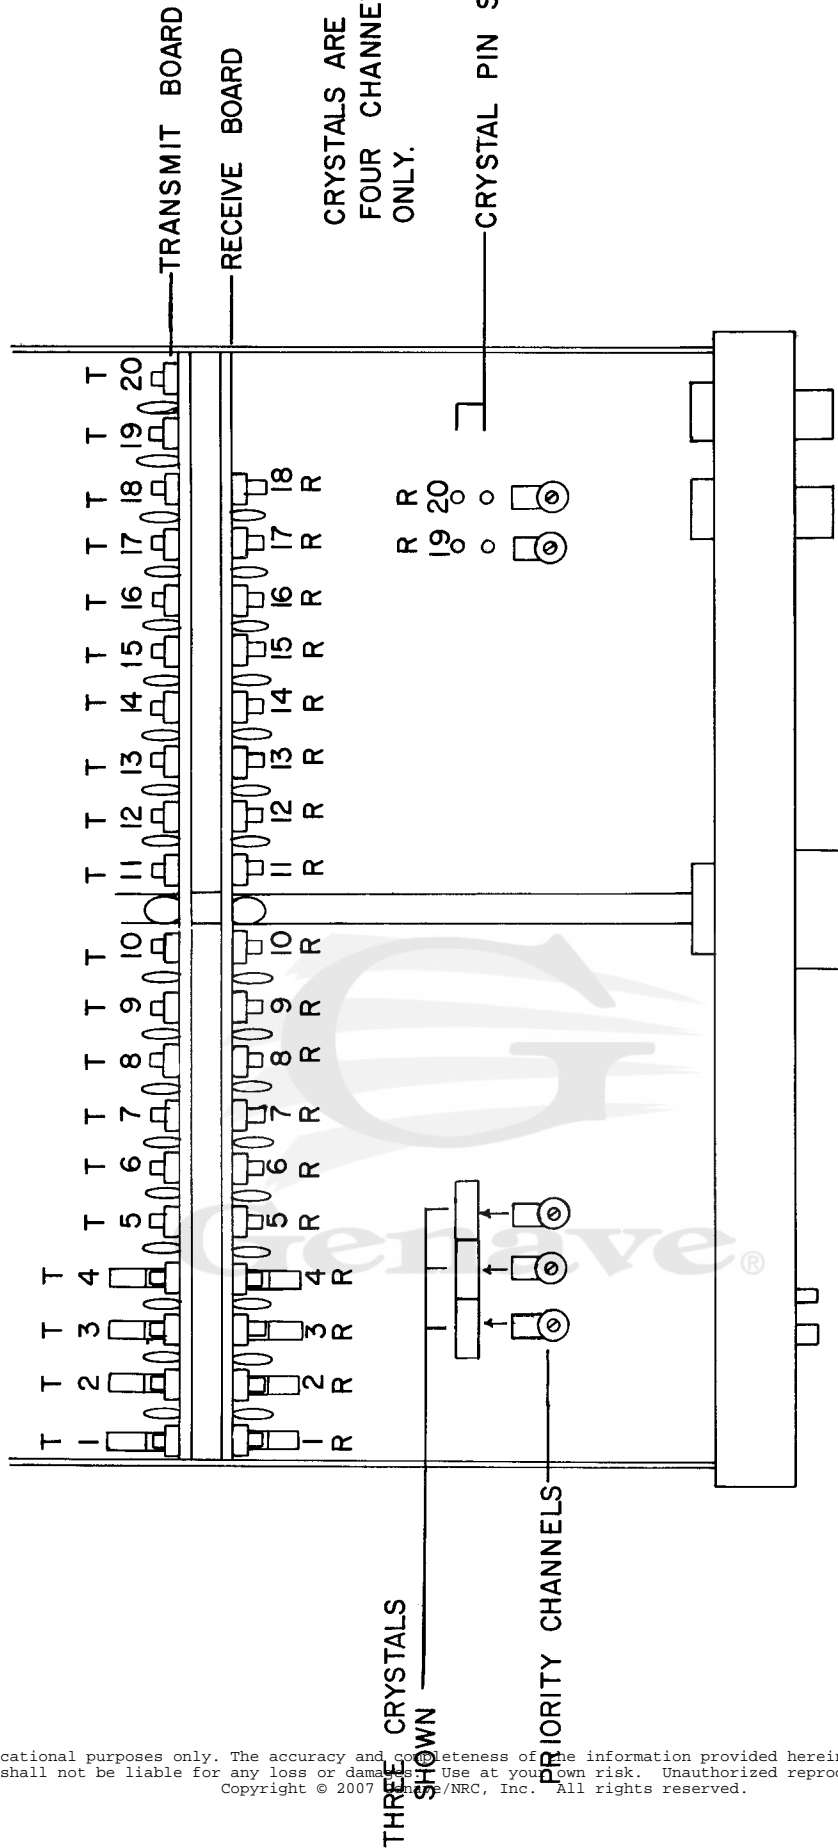 TRANSMIT BOARD
RECEIVE BOARD
CRYSTALS ARE
FOUR CHANNE
ONLY.
CRYSTAL PIN S
T T T T T T T T T T T T T T T T T T T T
1 2 3 4 5 6 7 8 9 10 11 12 13 14 15 16 17 18 19 20
1 2 3 4 5 6 7 8 9 10 11 12 13 14 15 16 17 18
R R R R R R R R R R R R R R R R R R
R R
19 20
THREE CRYSTALS
SHOWN
PRIORITY CHANNELS
G
Genave®
cational purposes only. The accuracy and completeness of the information provided herein
shall not be liable for any loss or damages. Use at your own risk. Unauthorized reproc
Copyright © 2007 Genave/NRC, Inc. All rights reserved.